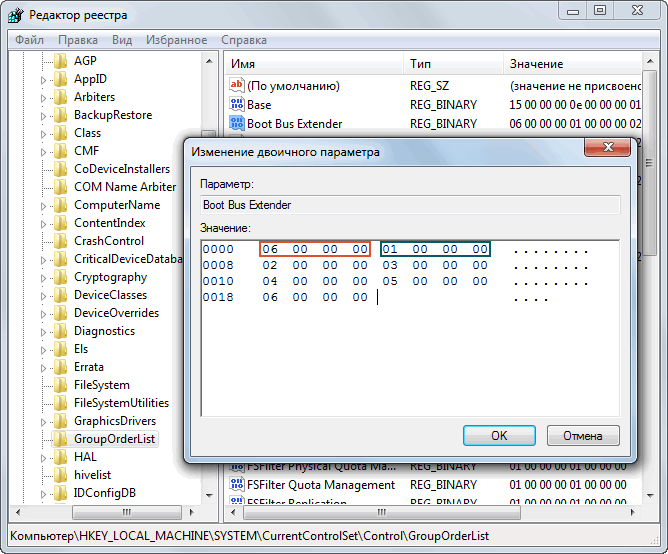 Редактор реестра
Файл Правка Вид Избранное Справка
AGP
AppID
Arbiters
BackupRestore
Class
CMF
CoDeviceInstallers
COM Name Arbiter
ComputerName
ContentIndex
CrashControl
CriticalDeviceDataba
Cryptography
DeviceClasses
DeviceOverrides
Diagnostics
Els
Errata
FileSystem
FileSystemUtilities
GraphicsDrivers
GroupOrderList
HAL
hivelist
IDConfigDB
Имя Тип Значение
ab (По умолчанию) REG_SZ (значение не присвоено
Base REG_BINARY 15 00 00 00 0e 00 00 00 01
Boot Bus Extender REG_BINARY 06 00 00 00 01 00 00 00 02
Изменение двоичного параметра
Параметр:
Boot Bus Extender
Значение:
0000 06 00 00 00 01 00 00 00 ........
0008 02 00 00 00 03 00 00 00 ........
0010 04 00 00 00 05 00 00 00 ........
0018 06 00 00 00 ....
OK Отмена
FSFilter Physical Quota Ma... REG_BINARY 01 00 00 00 01 00 00 00
FSFilter Quota Management REG_BINARY 01 00 00 00 01 00 00 00
FSFilter Replication REG_BINARY 01 00 00 00 01 00 00 00
Компьютер\HKEY_LOCAL_MACHINE\SYSTEM\CurrentControlSet\Control\GroupOrderList